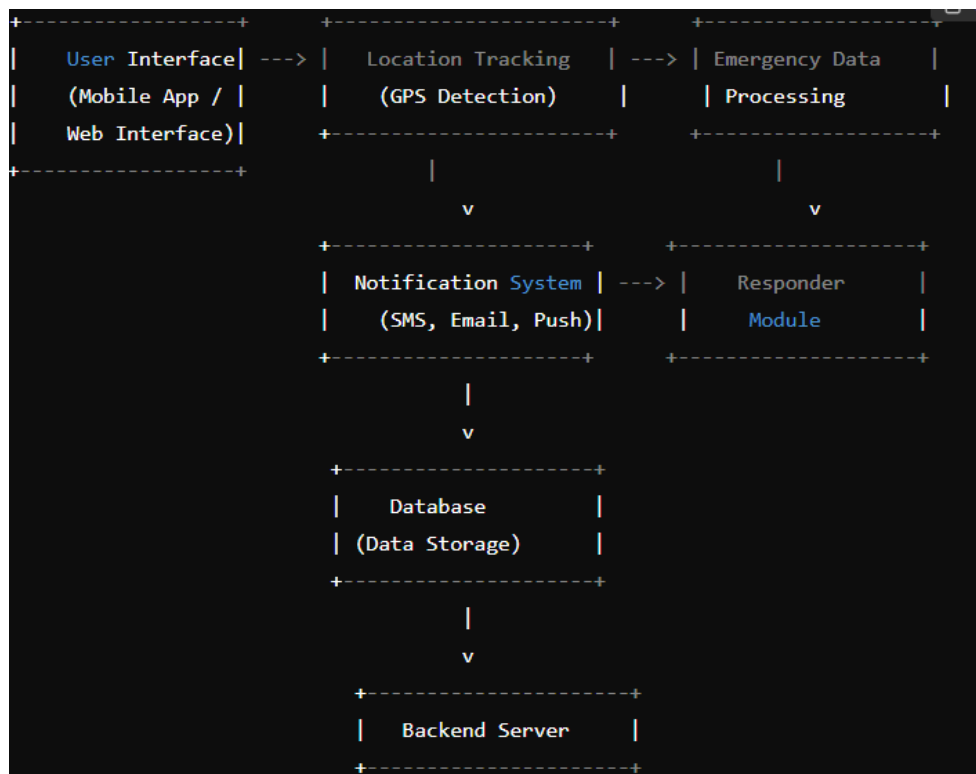 +------------------+      +-----------------------+      +-------------------+
|    User Interface| ---> |   Location Tracking   | ---> | Emergency Data    |
|    (Mobile App / |      |    (GPS Detection)     |      | Processing        |
|    Web Interface)|      +-----------------------+      +-------------------+
+------------------+               |                            |
                                      v                            v
                          +---------------------+      +--------------------+
                          |  Notification System | ---> |    Responder      |
                          |    (SMS, Email, Push)|      |     Module        |
                          +---------------------+      +--------------------+
                                      |
                                      v
                           +---------------------+
                           |    Database         |
                           | (Data Storage)      |
                           +---------------------+
                                      |
                                      v
                             +----------------------+
                             |   Backend Server     |
                             +----------------------+